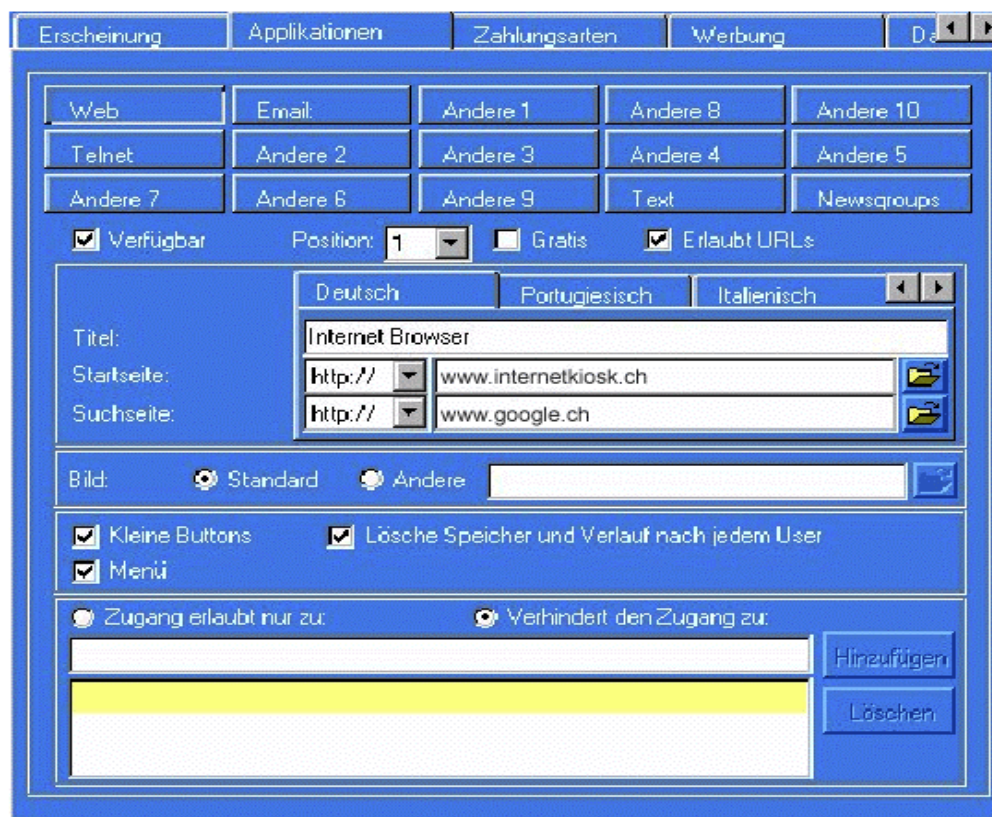 Erscheinung Applikationen Zahlungsarten Werbung Da
Web Email: Andere 1 Andere 8 Andere 10
Telnet Andere 2 Andere 3 Andere 4 Andere 5
Andere 7 Andere 6 Andere 9 Text Newsgroups
Verfügbar Position: 1 Gratis Erlaubt URLs
Deutsch Portugiesisch Italienisch
Titel: Internet Browser
Startseite: http:// www.internetkiosk.ch
Suchseite: http:// www.google.ch
Bild: Standard Andere
Kleine Buttons Lösche Speicher und Verlauf nach jedem User
Menü
Zugang erlaubt nur zu: Verhindert den Zugang zu:
Hinzufügen
Löschen